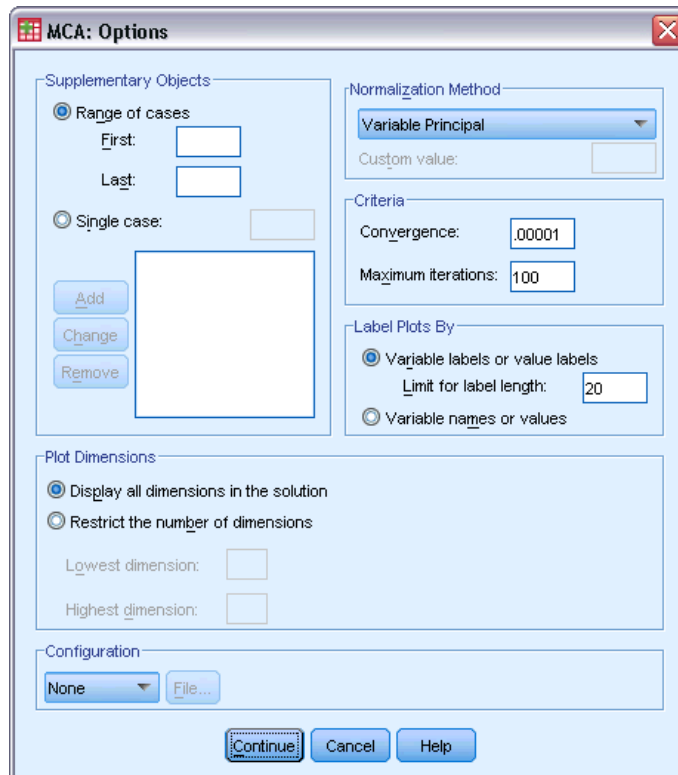 MCA: Options
Supplementary Objects
Range of cases
First:
Last:
Single case:
Add
Change
Remove
Normalization Method
Variable Principal
Custom value:
Criteria
Convergence: .00001
Maximum iterations: 100
Label Plots By
Variable labels or value labels
Limit for label length: 20
Variable names or values
Plot Dimensions
Display all dimensions in the solution
Restrict the number of dimensions
Lowest dimension:
Highest dimension:
Configuration
None File...
Continue Cancel Help